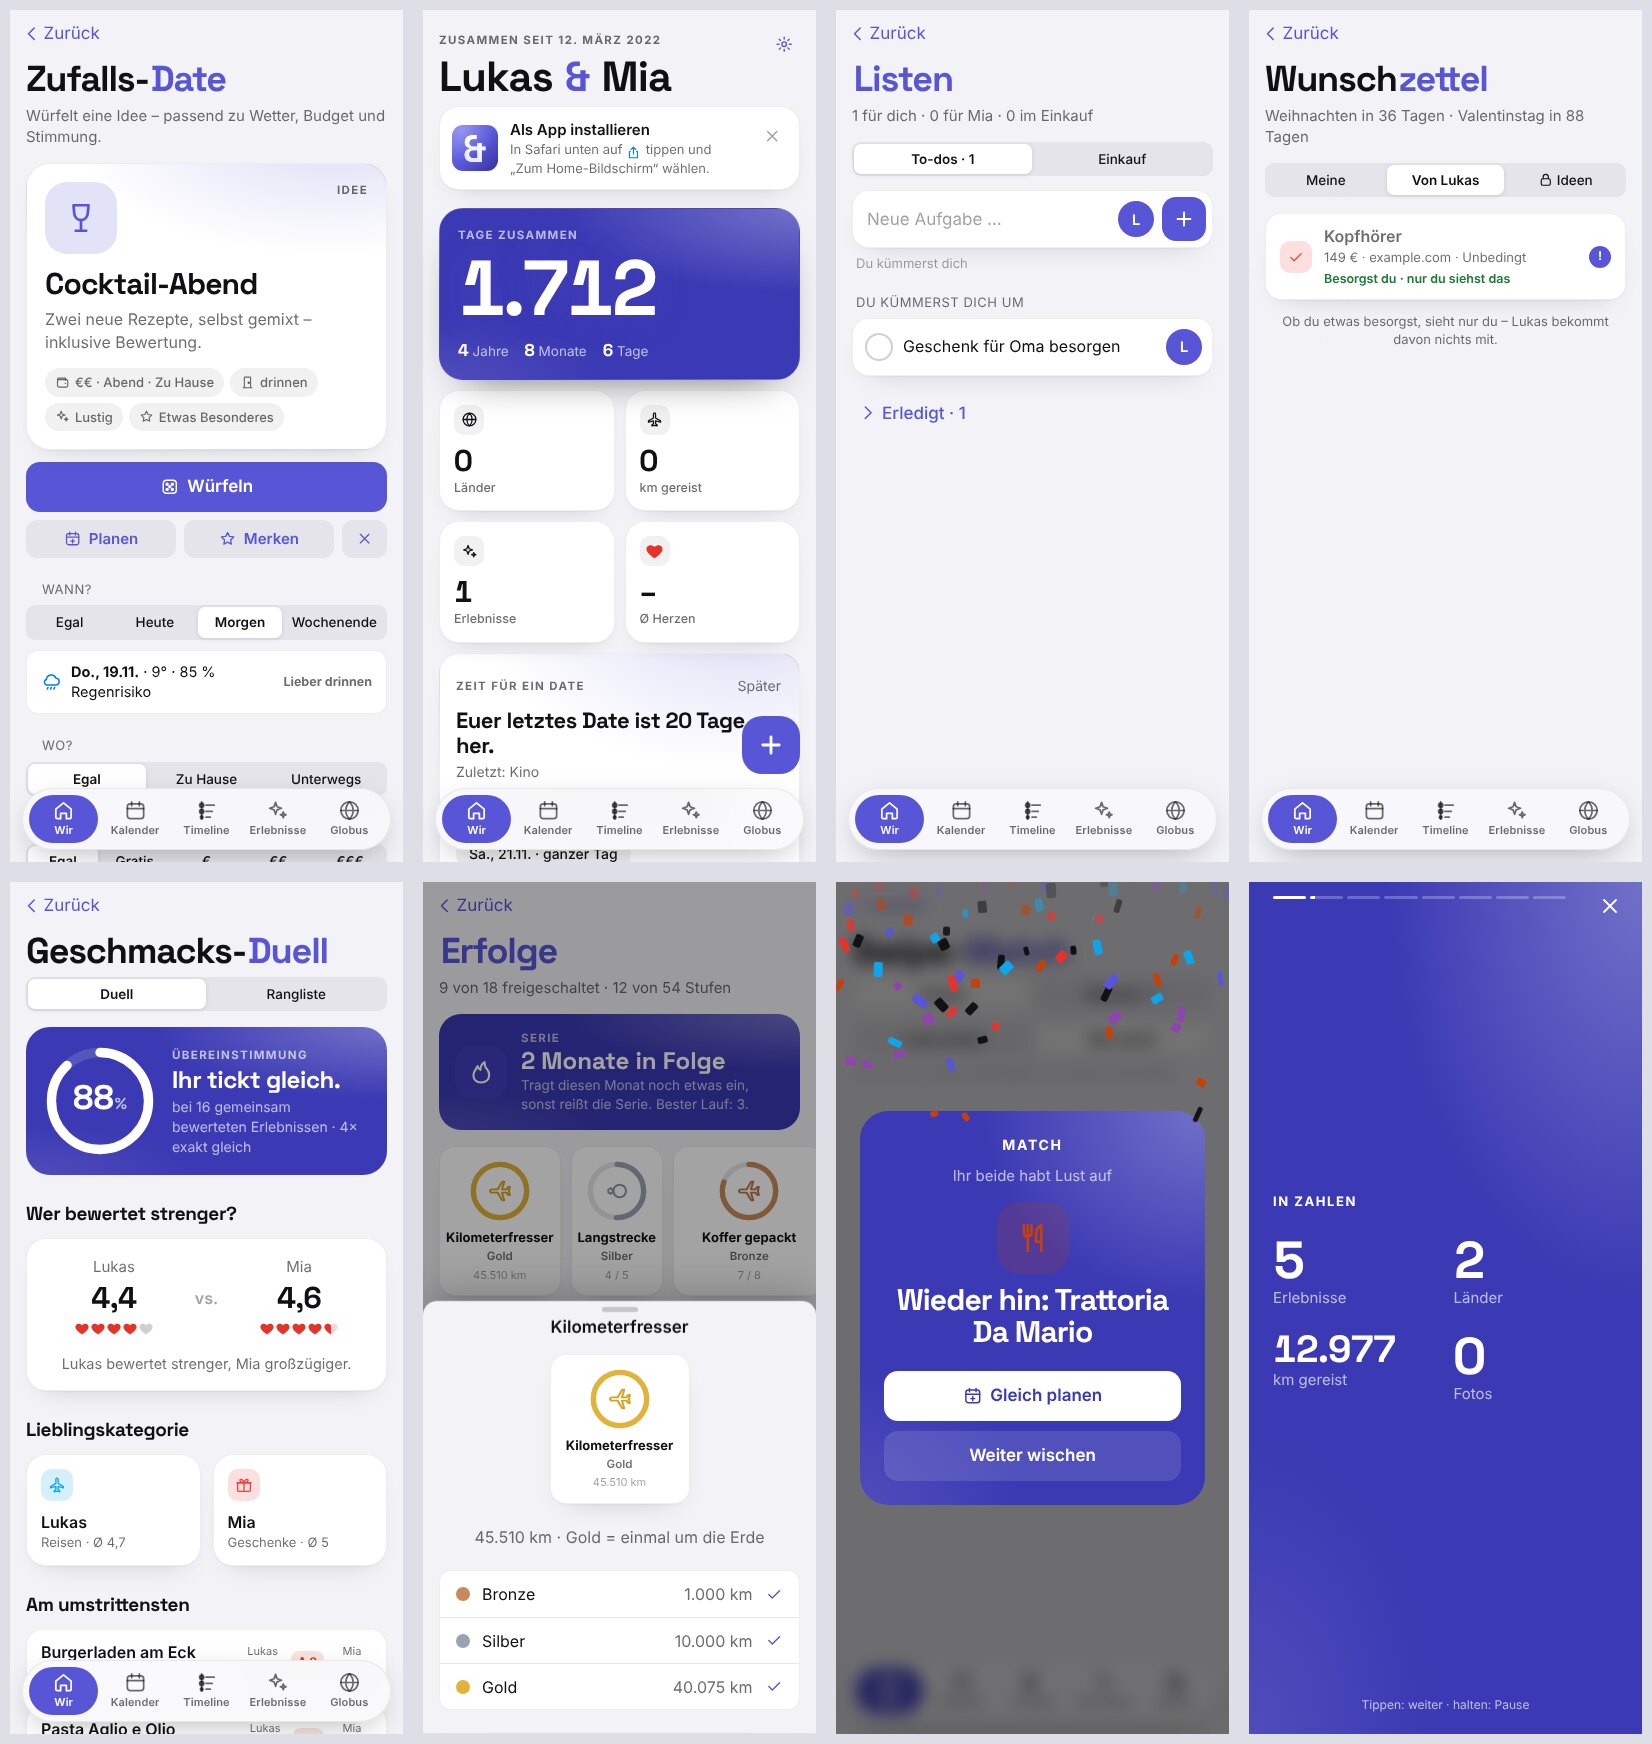 Zurück
Zufalls-Date
Würfelt eine Idee – passend zu Wetter, Budget und
Stimmung.
IDEE
Cocktail-Abend
Zwei neue Rezepte, selbst gemixt –
inklusive Bewertung.
€€ · Abend · Zu Hause
drinnen
Lustig
Etwas Besonderes
Würfeln
Planen
Merken
WANN?
Egal
Heute
Morgen
Wochenende
Do., 19.11. · 9° · 85 %
Regenrisiko
Lieber drinnen
WO?
Egal
Zu Hause
Unterwegs
Wir
Kalender
Timeline
Erlebnisse
Globus
Egal
Gratis
€
€€
€€€
ZUSAMMEN SEIT 12. MÄRZ 2022
Lukas & Mia
&
Als App installieren
In Safari unten auf tippen und
„Zum Home-Bildschirm“ wählen.
TAGE ZUSAMMEN
1.712
4 Jahre 8 Monate 6 Tage
0
Länder
0
km gereist
1
Erlebnisse
–
Ø Herzen
ZEIT FÜR EIN DATE
Später
Euer letztes Date ist 20 Tage
her.
Zuletzt: Kino
Wir
Kalender
Timeline
Erlebnisse
Globus
Sa., 21.11. · ganzer Tag
Zurück
Listen
1 für dich · 0 für Mia · 0 im Einkauf
To-dos · 1
Einkauf
Neue Aufgabe ...
L
Du kümmerst dich
DU KÜMMERST DICH UM
Geschenk für Oma besorgen
L
Erledigt · 1
Wir
Kalender
Timeline
Erlebnisse
Globus
Zurück
Wunschzettel
Weihnachten in 36 Tagen · Valentinstag in 88
Tagen
Meine
Von Lukas
Ideen
Kopfhörer
149 € · example.com · Unbedingt
Besorgst du · nur du siehst das
!
Ob du etwas besorgst, sieht nur du – Lukas bekommt
davon nichts mit.
Wir
Kalender
Timeline
Erlebnisse
Globus
Zurück
Geschmacks-Duell
Duell
Rangliste
88%
ÜBEREINSTIMMUNG
Ihr tickt gleich.
bei 16 gemeinsam
bewerteten Erlebnissen · 4×
exakt gleich
Wer bewertet strenger?
Lukas
4,4
vs.
Mia
4,6
Lukas bewertet strenger, Mia großzügiger.
Lieblingskategorie
Lukas
Reisen · Ø 4,7
Mia
Geschenke · Ø 5
Am umstrittensten
Burgerladen am Eck
Lukas
Mia
Wir
Kalender
Timeline
Erlebnisse
Globus
Pasta Aglio e Olio
Lukas
Mia
Zurück
Erfolge
9 von 18 freigeschaltet · 12 von 54 Stufen
SERIE
2 Monate in Folge
Tragt diesen Monat noch etwas ein,
sonst reißt die Serie. Bester Lauf: 3.
Kilometerfresser
Gold
45.510 km
Langstrecke
Silber
4 / 5
Koffer gepackt
Bronze
7 / 8
Kilometerfresser
Kilometerfresser
Gold
45.510 km
45.510 km · Gold = einmal um die Erde
Bronze
1.000 km
Silber
10.000 km
Gold
40.075 km
MATCH
Ihr beide habt Lust auf
Wieder hin: Trattoria
Da Mario
Gleich planen
Weiter wischen
IN ZAHLEN
5
Erlebnisse
2
Länder
12.977
km gereist
0
Fotos
Tippen: weiter · halten: Pause